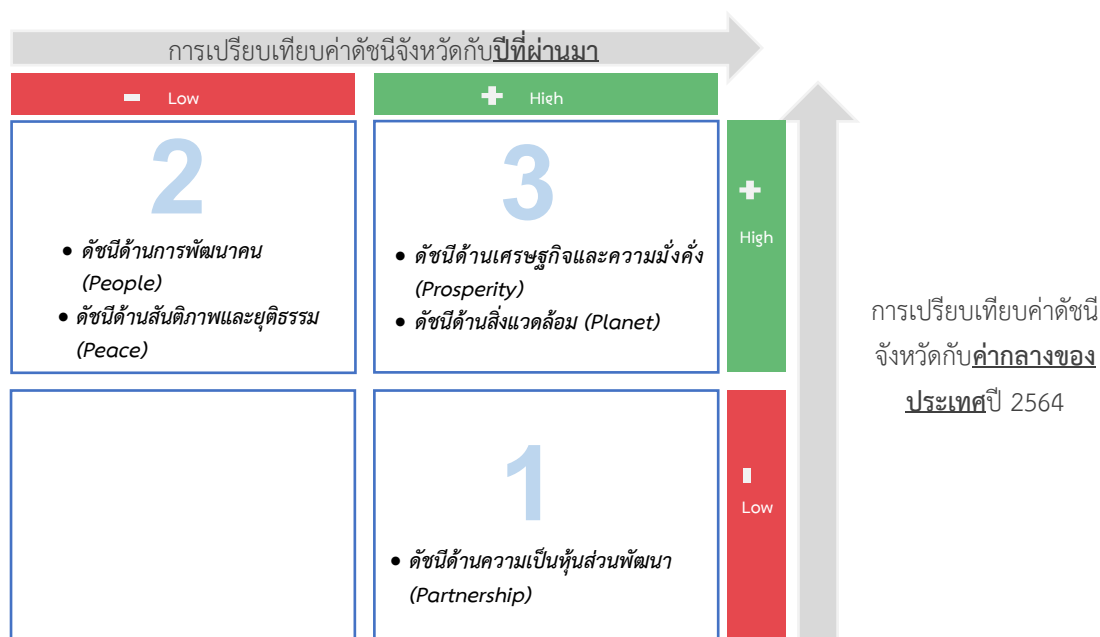 การเปรียบเทียบค่าดัชนีจังหวัดกับปีที่ผ่านมา
- Low
+ High
2
• ดัชนีด้านการพัฒนาคน
(People)
• ดัชนีด้านสันติภาพและยุติธรรม
(Peace)
3
• ดัชนีด้านเศรษฐกิจและความมั่งคั่ง
(Prosperity)
• ดัชนีด้านสิ่งแวดล้อม (Planet)
+
High
การเปรียบเทียบค่าดัชนี
จังหวัดกับค่ากลางของ
ประเทศปี 2564
1
• ดัชนีด้านความเป็นหุ้นส่วนพัฒนา
(Partnership)
-
Low